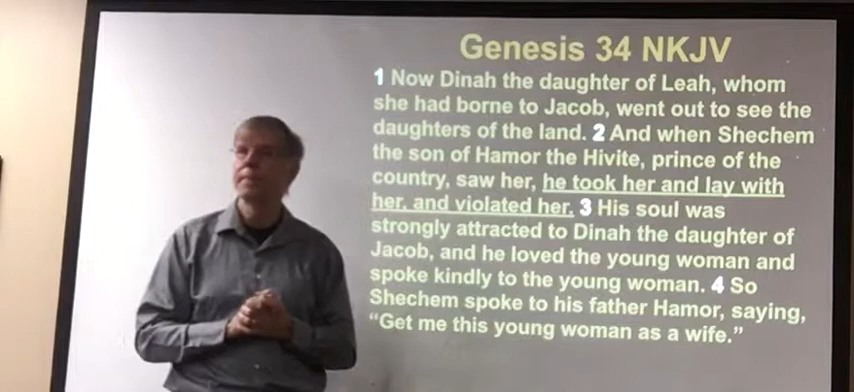 Genesis 34 NKJV
1 Now Dinah the daughter of Leah, whom
she had borne to Jacob, went out to see the
daughters of the land. 2 And when Shechem
the son of Hamor the Hivite, prince of the
country, saw her, he took her and lay with
her, and violated her. 3 His soul was
strongly attracted to Dinah the daughter of
Jacob, and he loved the young woman and
spoke kindly to the young woman. 4 So
Shechem spoke to his father Hamor, saying,
“Get me this young woman as a wife.”